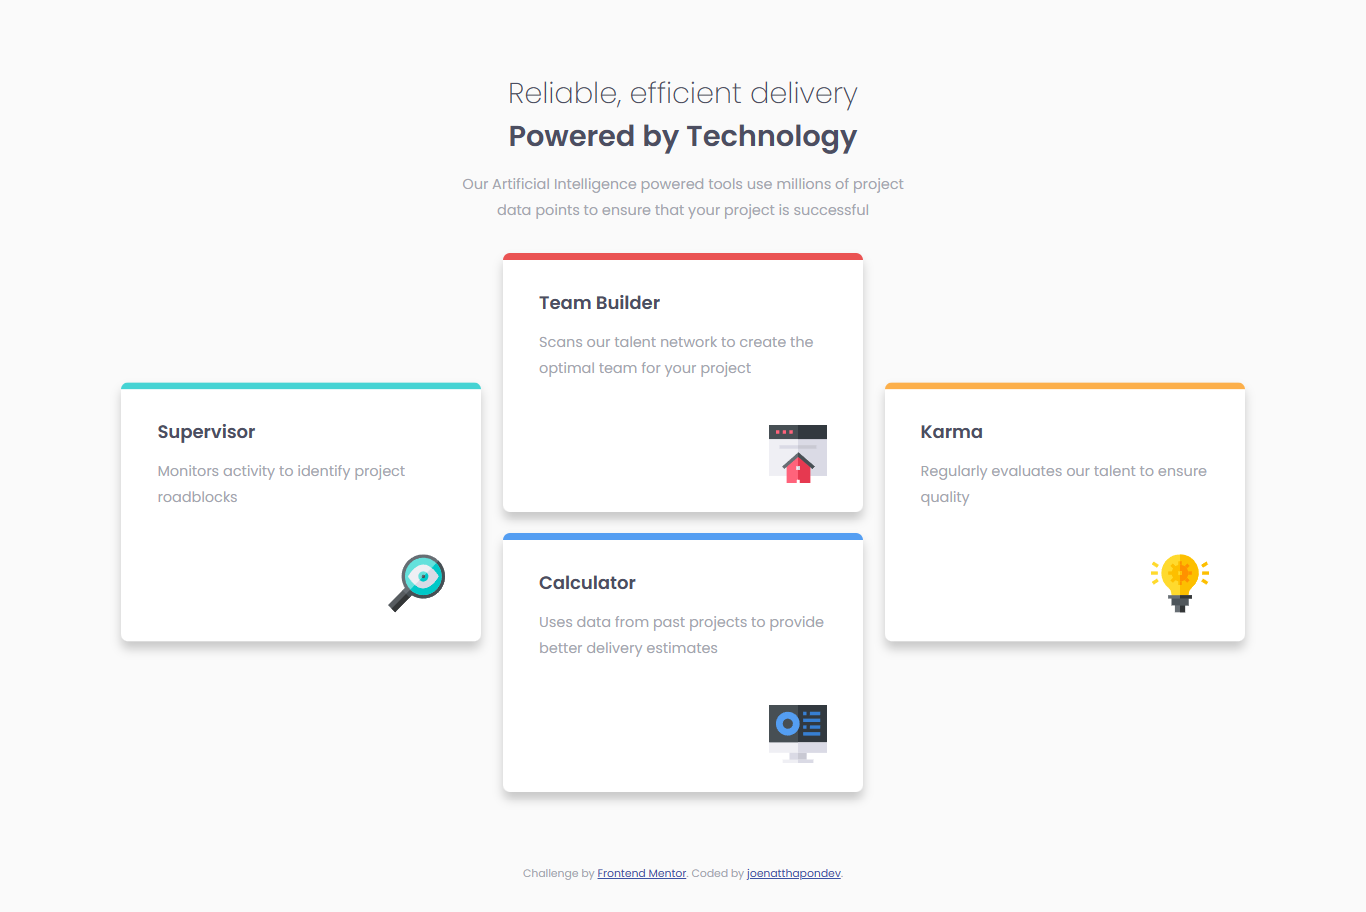 Reliable, efficient delivery
Powered by Technology
Our Artificial Intelligence powered tools use millions of project
data points to ensure that your project is successful
Supervisor
Monitors activity to identify project
roadblocks
Team Builder
Scans our talent network to create the
optimal team for your project
Calculator
Uses data from past projects to provide
better delivery estimates
Karma
Regularly evaluates our talent to ensure
quality
Challenge by Frontend Mentor. Coded by joenatthapondev.